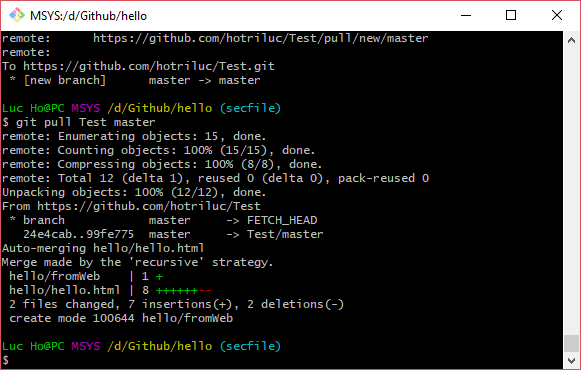 MSYS:/d/Github/hello
remote:      https://github.com/hotriluc/Test/pull/new/master
remote:
To https://github.com/hotriluc/Test.git
 * [new branch]      master -> master
Luc Ho@PC MSYS /d/Github/hello (secfile)
$ git pull Test master
remote: Enumerating objects: 15, done.
remote: Counting objects: 100% (15/15), done.
remote: Compressing objects: 100% (8/8), done.
remote: Total 12 (delta 1), reused 0 (delta 0), pack-reused 0
Unpacking objects: 100% (12/12), done.
From https://github.com/hotriluc/Test
 * branch            master     -> FETCH_HEAD
   24e4cab..99fe775  master     -> Test/master
Auto-merging hello/hello.html
Merge made by the 'recursive' strategy.
 hello/fromWeb    | 1 +
 hello/hello.html | 8 ++++++--
 2 files changed, 7 insertions(+), 2 deletions(-)
 create mode 100644 hello/fromWeb
Luc Ho@PC MSYS /d/Github/hello (secfile)
$